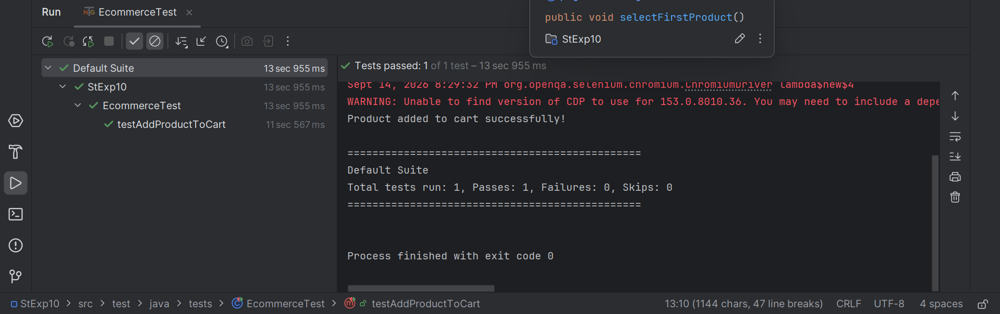 Run
EcommerceTest
public void selectFirstProduct()
StExp10
Default Suite 13 sec 955 ms
StExp10 13 sec 955 ms
EcommerceTest 13 sec 955 ms
testAddProductToCart 11 sec 567 ms
Tests passed: 1 of 1 test – 13 sec 955 ms
Sept 14, 2026 8:29:32 PM org.openqa.selenium.chromium.ChromiumDriver lambda$new$4
WARNING: Unable to find version of CDP to use for 153.0.8010.36. You may need to include a depe
Product added to cart successfully!
===============================================
Default Suite
Total tests run: 1, Passes: 1, Failures: 0, Skips: 0
===============================================
Process finished with exit code 0
StExp10 > src > test > java > tests > EcommerceTest > testAddProductToCart
13:10 (1144 chars, 47 line breaks) CRLF UTF-8 4 spaces